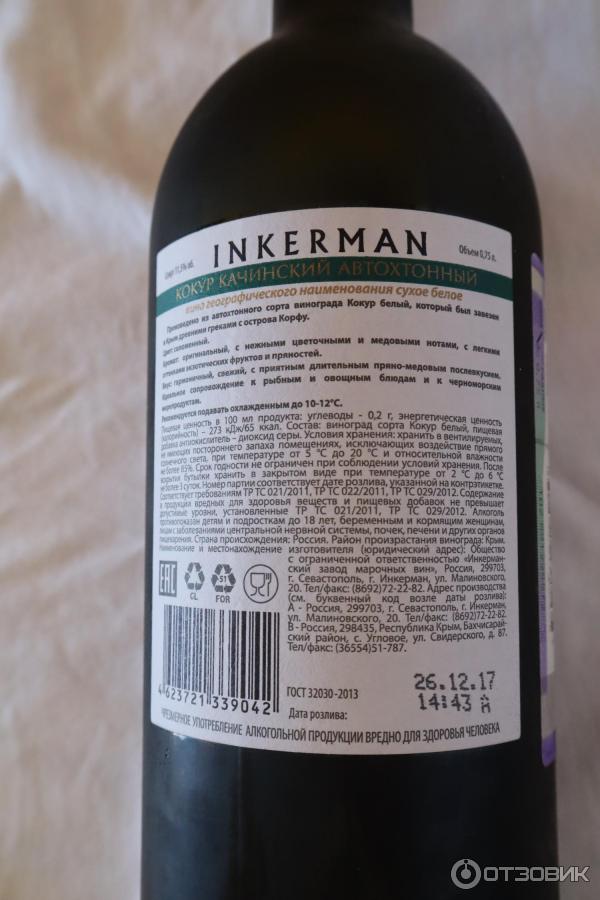 INKERMAN
Спирт 11,5% об.
Объем 0,75 л.
КОКУР КАЧИНСКИЙ АВТОХТОННЫЙ
вино географического наименования сухое белое
Произведено из автохтонного сорта винограда Кокур белый, который был завезен
в Крым древними греками с острова Корфу.
Цвет: соломенный.
Аромат: оригинальный, с нежными цветочными и медовыми нотами, с легкими
оттенками экзотических фруктов и пряностей.
Вкус: гармоничный, свежий, с приятным длительным пряно-медовым послевкусием.
Идеальное сопровождение к рыбным и овощным блюдам и к черноморским
морепродуктам.
Рекомендуется подавать охлажденным до 10-12°C.
Пищевая ценность в 100 мл продукта: углеводы - 0,2 г, энергетическая ценность
(калорийность) – 273 кДж/65 ккал. Состав: виноград сорта Кокур белый, пищевая
добавка антиокислитель – диоксид серы. Условия хранения: хранить в вентилируемых,
не имеющих постороннего запаха помещениях, исключающих воздействие прямого
солнечного света, при температуре от 5 °C до 20 °C и относительной влажности
не более 85%. Срок годности не ограничен при соблюдении условий хранения. После
вскрытия бутылки хранить в закрытом виде при температуре от 2 °C до 6 °C
не более 3 суток. Номер партии соответствует дате розлива, указанной на контрэтикетке.
Соответствует требованиям ТР ТС 021/2011, ТР ТС 022/2011, ТР ТС 029/2012. Содержание
в продукции вредных для здоровья веществ и пищевых добавок не превышает
допустимые уровни, установленные ТР ТС 021/2011, ТР ТС 029/2012. Алкоголь
противопоказан детям и подросткам до 18 лет, беременным и кормящим женщинам,
лицам с заболеваниями центральной нервной системы, почек, печени и других органов
пищеварения. Страна происхождения: Россия. Район произрастания винограда: Крым.
Наименование и местонахождение изготовителя (юридический адрес): Общество
с ограниченной ответственностью «Инкерман-
ский завод марочных вин», Россия, 299703,
г. Севастополь, г. Инкерман, ул. Малиновского,
20. Тел/факс: (8692)72-22-82. Адрес производства
(см. буквенный код возле даты розлива):
А - Россия, 299703, г. Севастополь, г. Инкерман,
ул. Малиновского, 20. Тел/факс: (8692)72-22-82.
В - Россия, 298435, Республика Крым, Бахчисарай-
ский район, с. Угловое, ул. Свидерского, д. 87.
Тел/факс: (36554)51-787.
EAC
GL
51
FOR
4 623721 339042
ГОСТ 32030-2013
Дата розлива:
26.12.17
14:43
ЧРЕЗМЕРНОЕ УПОТРЕБЛЕНИЕ АЛКОГОЛЬНОЙ ПРОДУКЦИИ ВРЕДНО ДЛЯ ЗДОРОВЬЯ ЧЕЛОВЕКА
ОТЗОВИК